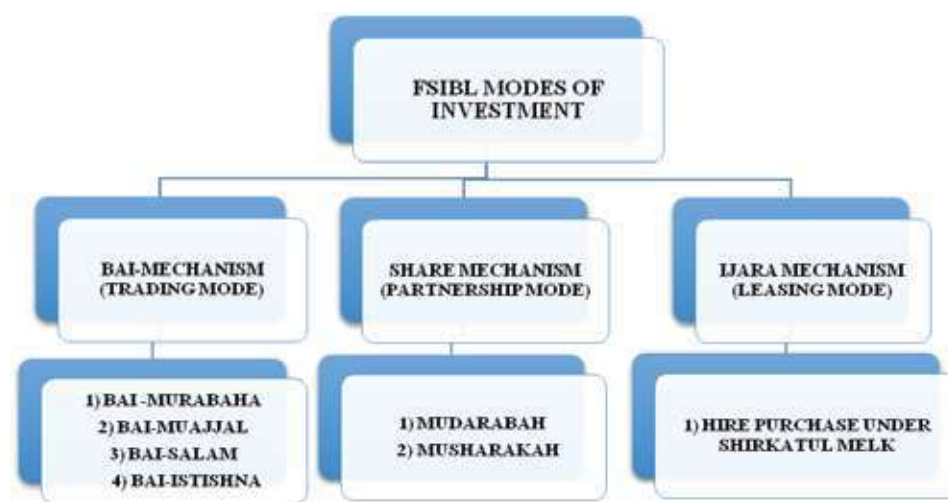 FSIBL MODES OF
INVESTMENT
BAI-MECHANISM
(TRADING MODE)
SHARE MECHANISM
(PARTNERSHIP MODE)
IJARA MECHANISM
(LEASING MODE)
1) BAI -MURABAHA
2) BAI-MUAJJAL
3) BAI-SALAM
4) BAI-ISTISHNA
1) MUDARABAH
2) MUSHARAKAH
1) HIRE PURCHASE UNDER
SHIRKATUL MELK